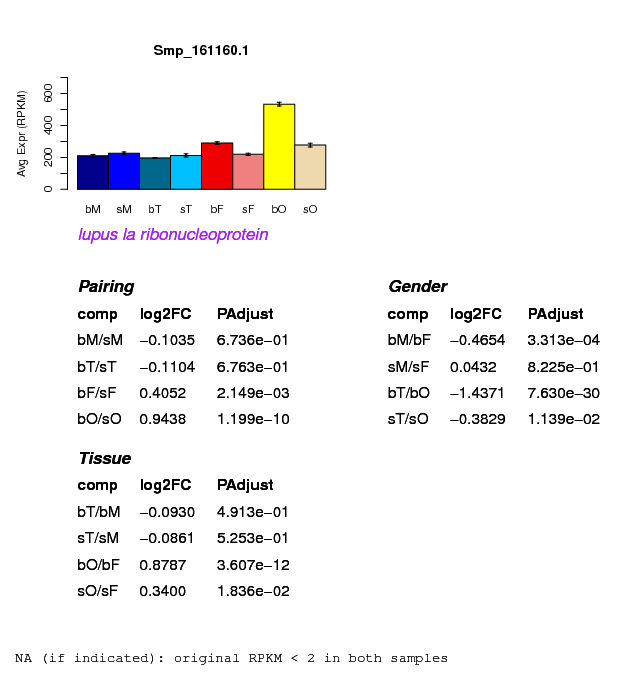 Smp_161160.1
Avg Expr (RPKM)
600
400
200
0
bM sM bT sT bF sF bO sO
lupus la ribonucleoprotein
Pairing
comp log2FC PAdjust
bM/sM −0.1035 6.736e−01
bT/sT −0.1104 6.763e−01
bF/sF 0.4052 2.149e−03
bO/sO 0.9438 1.199e−10
Gender
comp log2FC PAdjust
bM/bF −0.4654 3.313e−04
sM/sF 0.0432 8.225e−01
bT/bO −1.4371 7.630e−30
sT/sO −0.3829 1.139e−02
Tissue
comp log2FC PAdjust
bT/bM −0.0930 4.913e−01
sT/sM −0.0861 5.253e−01
bO/bF 0.8787 3.607e−12
sO/sF 0.3400 1.836e−02
NA (if indicated): original RPKM < 2 in both samples